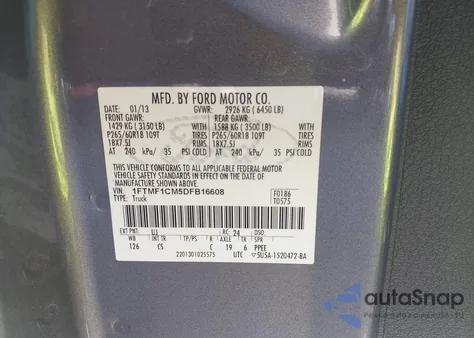 MFD. BY FORD MOTOR CO.
DATE: 01/13 GVWR: 2926 KG ( 6450 LB)
FRONT GAWR: REAR GAWR:
1429 KG ( 3150 LB) WITH 1588 KG ( 3500 LB) WITH
P265/60R18 109T TIRES P265/60R18 109T TIRES
18X7.5J RIMS 18X7.5J RIMS
AT 240 kPa/ 35 PSI COLD AT 240 kPa/ 35 PSI COLD
THIS VEHICLE CONFORMS TO ALL APPLICABLE FEDERAL MOTOR
VEHICLE SAFETY STANDARDS IN EFFECT ON THE DATE OF
MANUFACTURE SHOWN ABOVE.
VIN: 1FTMF1CM5DFB16608 F0186
TYPE: Truck T0575
EXT PNT: UJ RC: 24 DSO:
WB INT TR TP/PS R AXLE TR SPR
126 CS C 19 6 PPEE
2201301025575 UTC ▽5U5A-1520472-BA
autoSnap